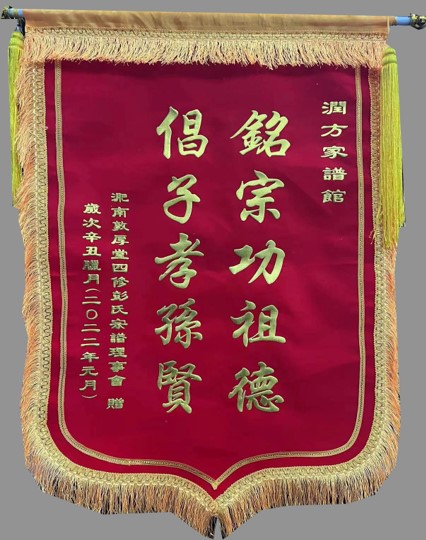 潤方家譜館
銘宗功祖德
倡子孝孫賢
淝南敦厚堂四修彭氏宗譜理事會 贈
歲次辛丑臘月(二〇二二年元月)